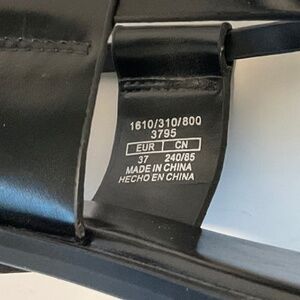 1610/310/800
3795
EUR CN
37 240/85
MADE IN CHINA
HECHO EN CHINA